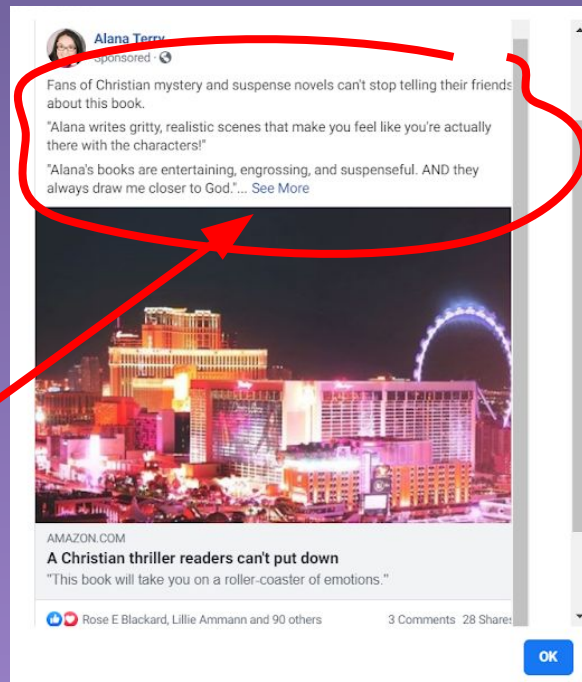 Alana Terry
Sponsored ·
Fans of Christian mystery and suspense novels can't stop telling their friends
about this book.
"Alana writes gritty, realistic scenes that make you feel like you're actually
there with the characters!"
"Alana's books are entertaining, engrossing, and suspenseful. AND they
always draw me closer to God."... See More
AMAZON.COM
A Christian thriller readers can't put down
"This book will take you on a roller-coaster of emotions."
Rose E Blackard, Lillie Ammann and 90 others 3 Comments 28 Shares
OK